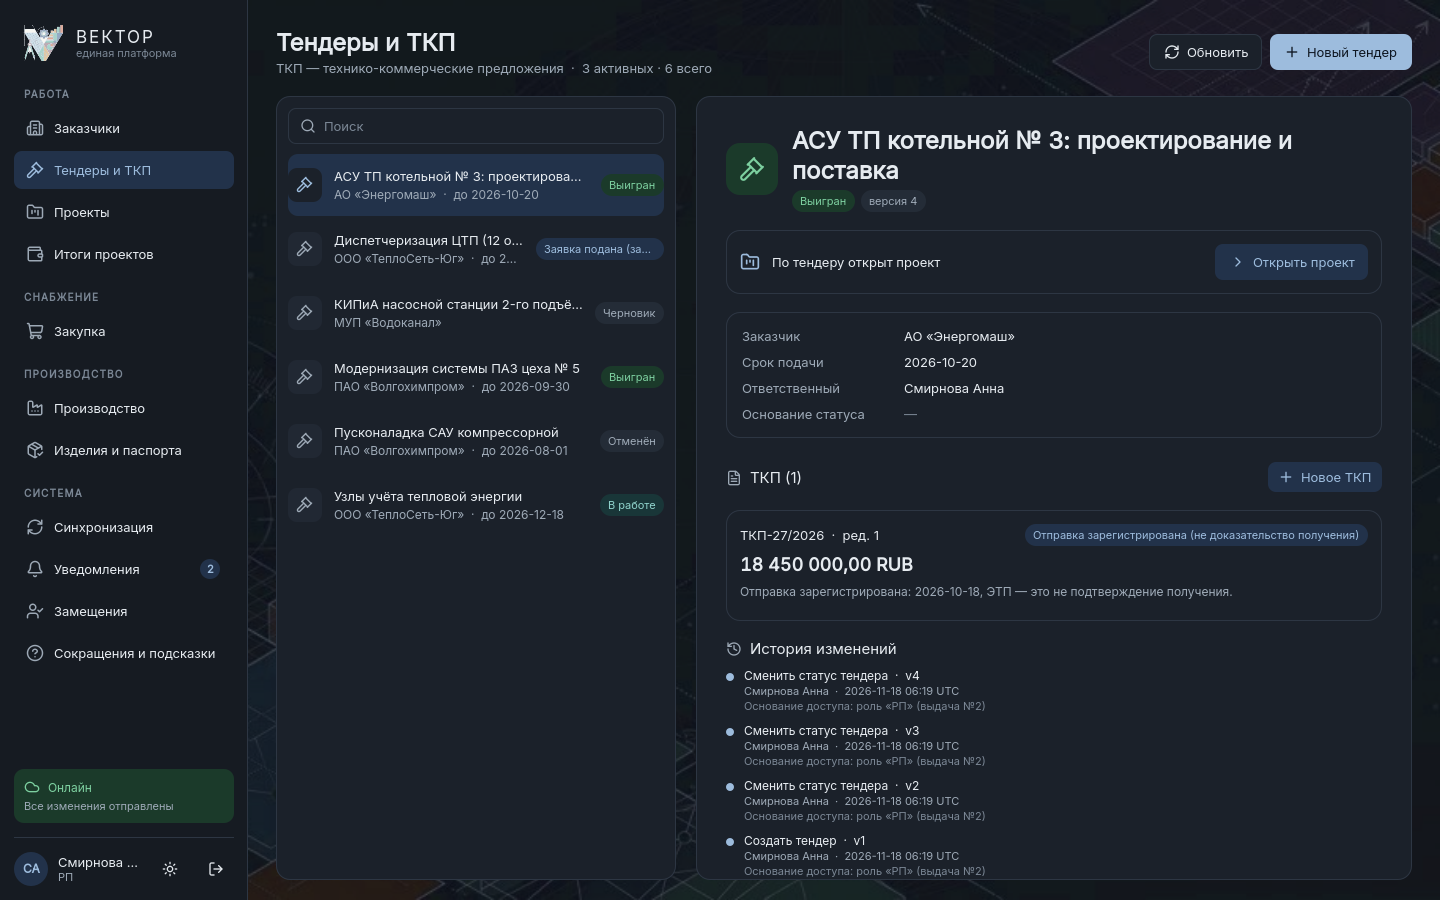 ВЕКТОР
единая платформа
РАБОТА
Заказчики
Тендеры и ТКП
Проекты
Итоги проектов
СНАБЖЕНИЕ
Закупка
ПРОИЗВОДСТВО
Производство
Изделия и паспорта
СИСТЕМА
Синхронизация
Уведомления 2
Замещения
Сокращения и подсказки
Онлайн
Все изменения отправлены
СА
Смирнова ...
РП
Тендеры и ТКП
ТКП — технико-коммерческие предложения · 3 активных · 6 всего
Обновить
Новый тендер
Поиск
АСУ ТП котельной № 3: проектирова...
АО «Энергомаш» · до 2026-10-20
Выигран
Диспетчеризация ЦТП (12 о...
ООО «ТеплоСеть-Юг» · до 2...
Заявка подана (за...
КИПиА насосной станции 2-го подъё...
МУП «Водоканал»
Черновик
Модернизация системы ПАЗ цеха № 5
ПАО «Волгохимпром» · до 2026-09-30
Выигран
Пусконаладка САУ компрессорной
ПАО «Волгохимпром» · до 2026-08-01
Отменён
Узлы учёта тепловой энергии
ООО «ТеплоСеть-Юг» · до 2026-12-18
В работе
АСУ ТП котельной № 3: проектирование и
поставка
Выигран
версия 4
По тендеру открыт проект
Открыть проект
Заказчик АО «Энергомаш»
Срок подачи 2026-10-20
Ответственный Смирнова Анна
Основание статуса —
ТКП (1)
Новое ТКП
ТКП-27/2026 · ред. 1
Отправка зарегистрирована (не доказательство получения)
18 450 000,00 RUB
Отправка зарегистрирована: 2026-10-18, ЭТП — это не подтверждение получения.
История изменений
Сменить статус тендера · v4
Смирнова Анна · 2026-11-18 06:19 UTC
Основание доступа: роль «РП» (выдача №2)
Сменить статус тендера · v3
Смирнова Анна · 2026-11-18 06:19 UTC
Основание доступа: роль «РП» (выдача №2)
Сменить статус тендера · v2
Смирнова Анна · 2026-11-18 06:19 UTC
Основание доступа: роль «РП» (выдача №2)
Создать тендер · v1
Смирнова Анна · 2026-11-18 06:19 UTC
Основание доступа: роль «РП» (выдача №2)